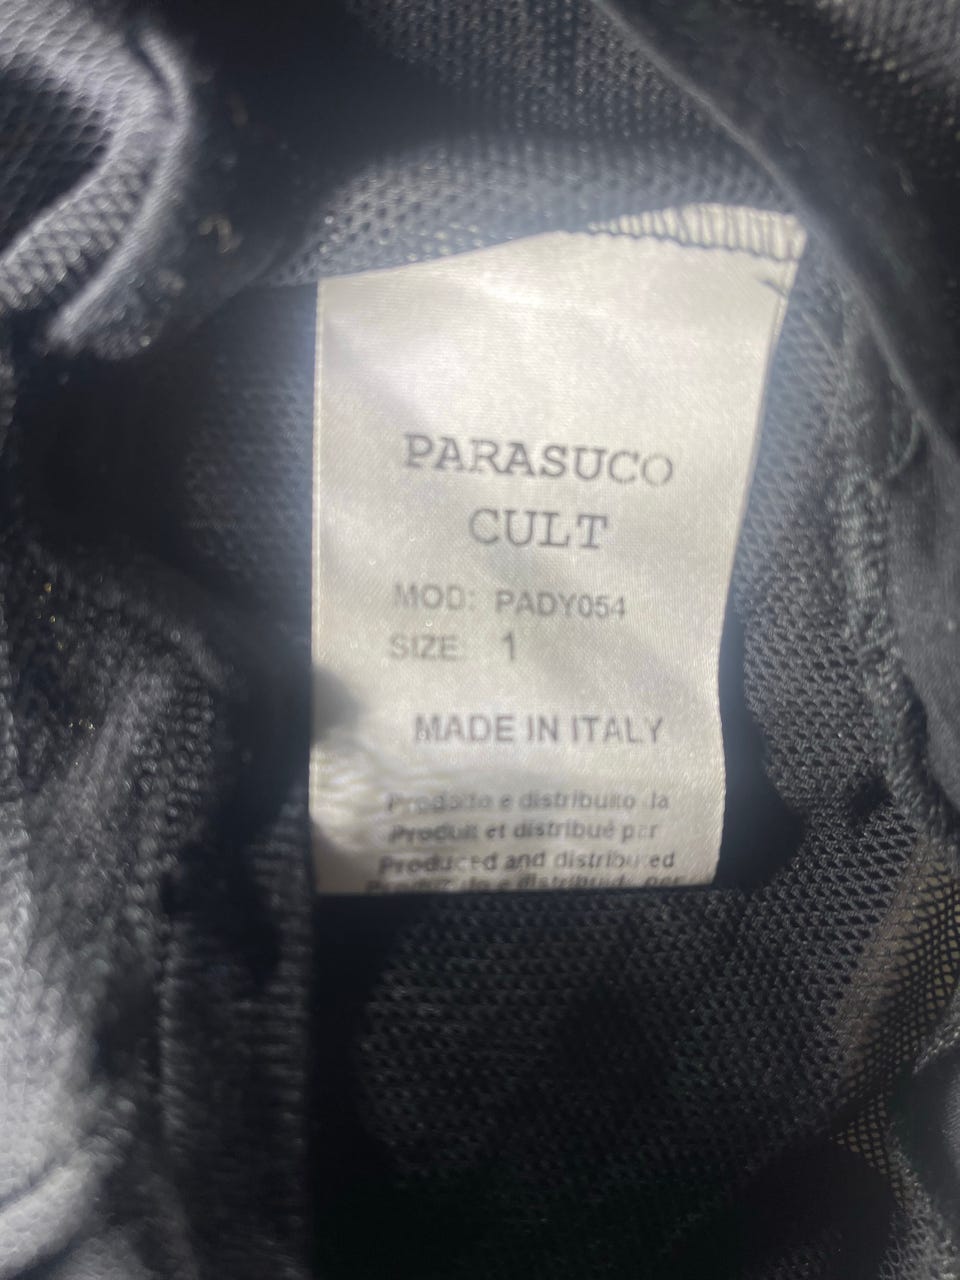 PARASUCO
CULT
MOD: PADY054
SIZE: 1
MADE IN ITALY
Prodotto e distribuito da
Produit et distribué par
Produced and distributed